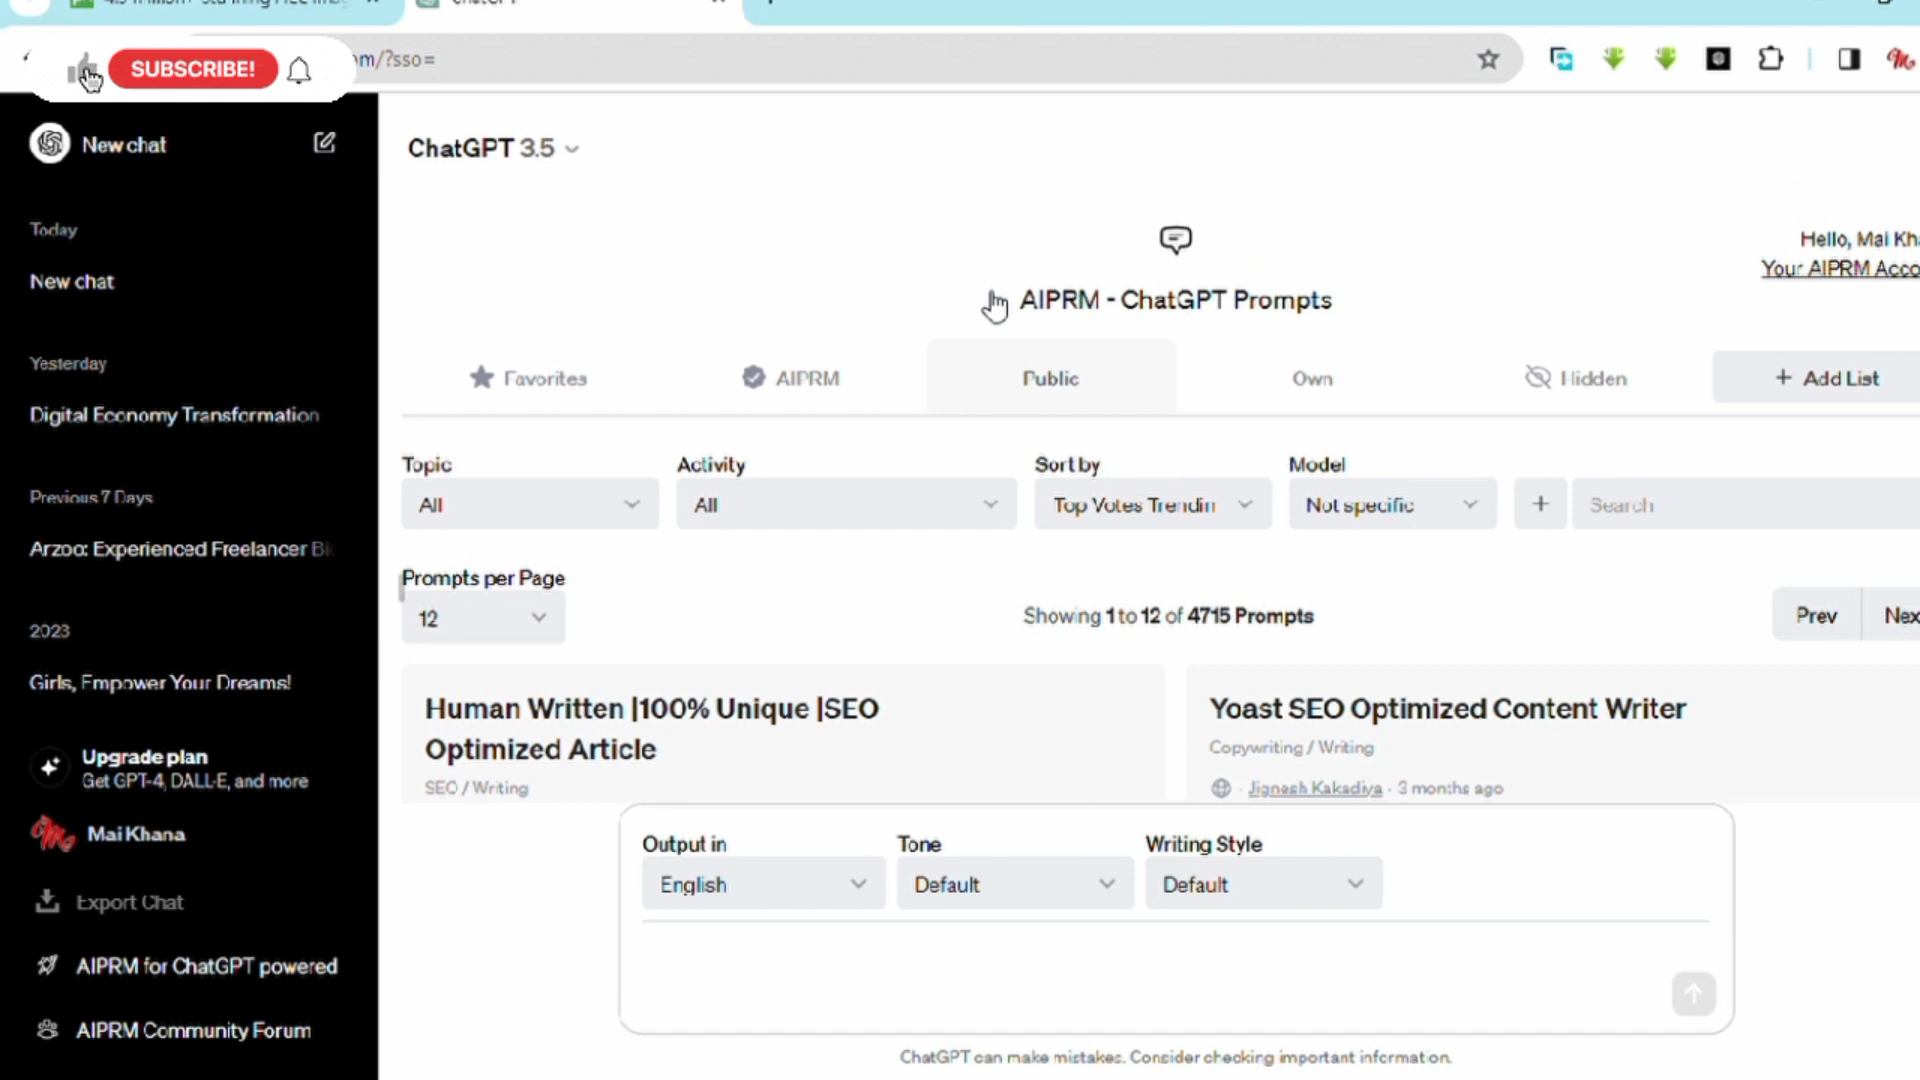 ChatGPT
SUBSCRIBE!
om/?sso=
New chat
Today
New chat
Yesterday
Digital Economy Transformation
Previous 7 Days
Arzoo: Experienced Freelancer
2023
Girls, Empower Your Dreams!
Upgrade plan
Get GPT-4, DALL·E, and more
Mai Khana
Export Chat
AIPRM for ChatGPT powered
AIPRM Community Forum
ChatGPT 3.5
Hello, Mai Kha
Your AIPRM Acco
AIPRM - ChatGPT Prompts
Favorites
AIPRM
Public
Own
Hidden
+ Add List
Topic
All
Activity
All
Sort by
Top Votes Trendin
Model
Not specific
+
Search
Prompts per Page
12
Showing 1 to 12 of 4715 Prompts
Prev
Nex
Human Written |100% Unique |SEO
Optimized Article
SEO / Writing
Yoast SEO Optimized Content Writer
Copywriting / Writing
· Jignesh Kakadiya · 3 months ago
Output in
English
Tone
Default
Writing Style
Default
ChatGPT can make mistakes. Consider checking important information.